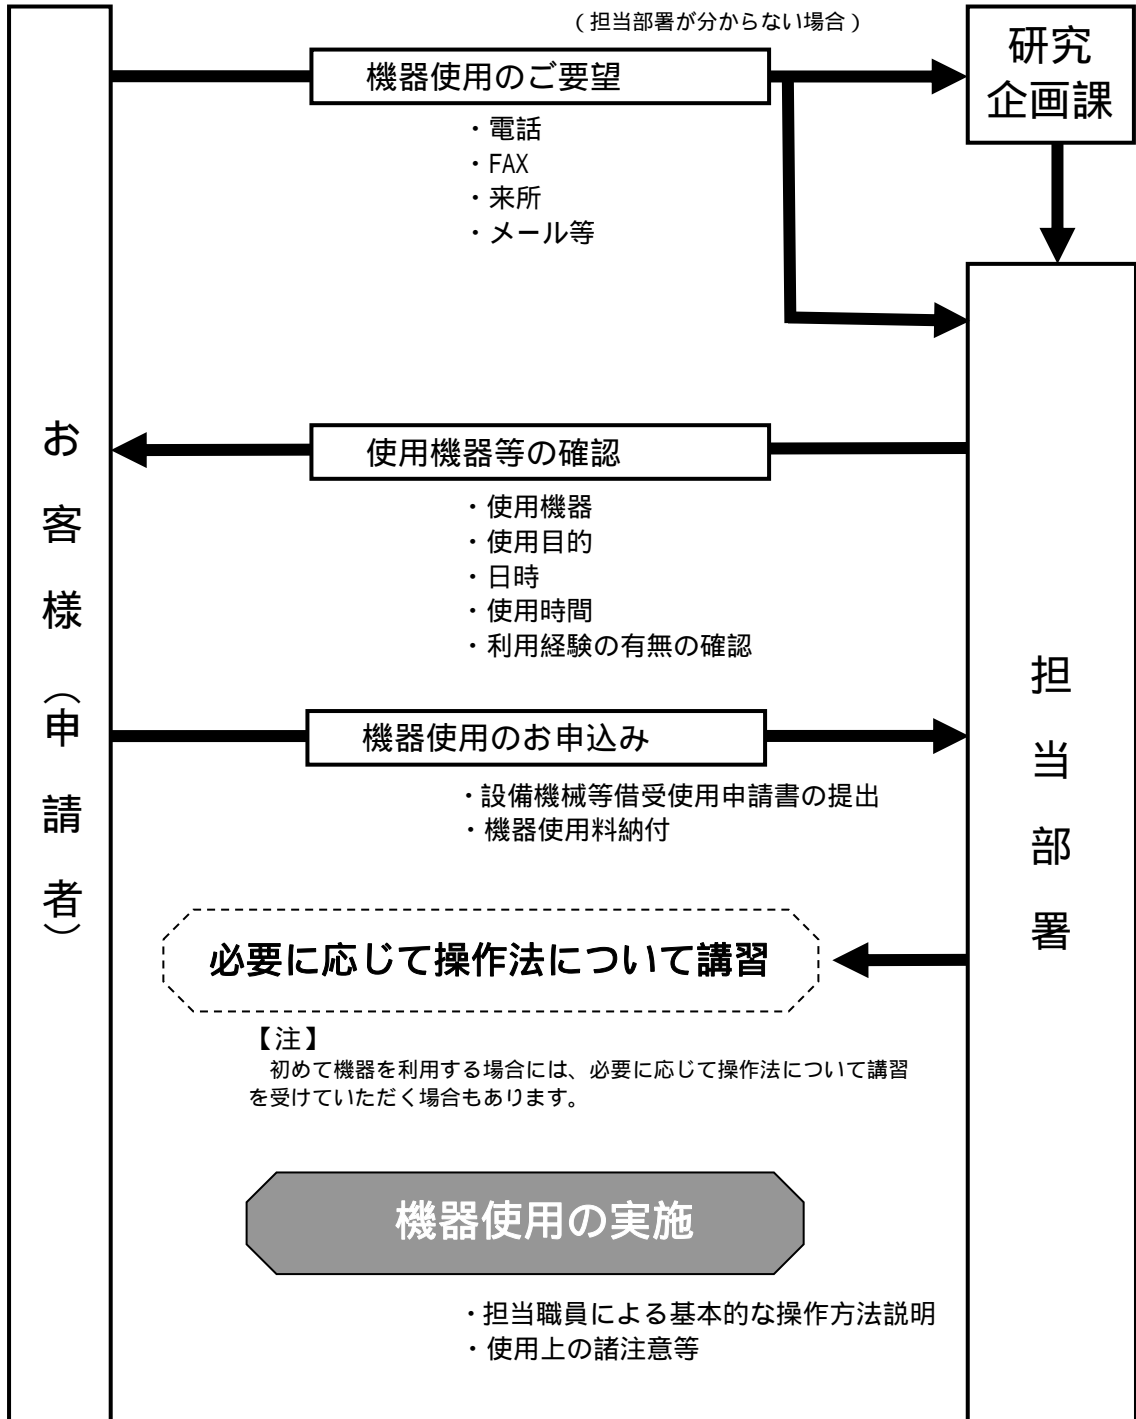 （担当部署が分からない場合）
研究
企画課
機器使用のご要望
・電話
・FAX
・来所
・メール等
お客様（申請者）
担当部署
使用機器等の確認
・使用機器
・使用目的
・日時
・使用時間
・利用経験の有無の確認
機器使用のお申込み
・設備機械等借受使用申請書の提出
・機器使用料納付
必要に応じて操作法について講習
【注】
　初めて機器を利用する場合には、必要に応じて操作法について講習
を受けていただく場合もあります。
機器使用の実施
・担当職員による基本的な操作方法説明
・使用上の諸注意等